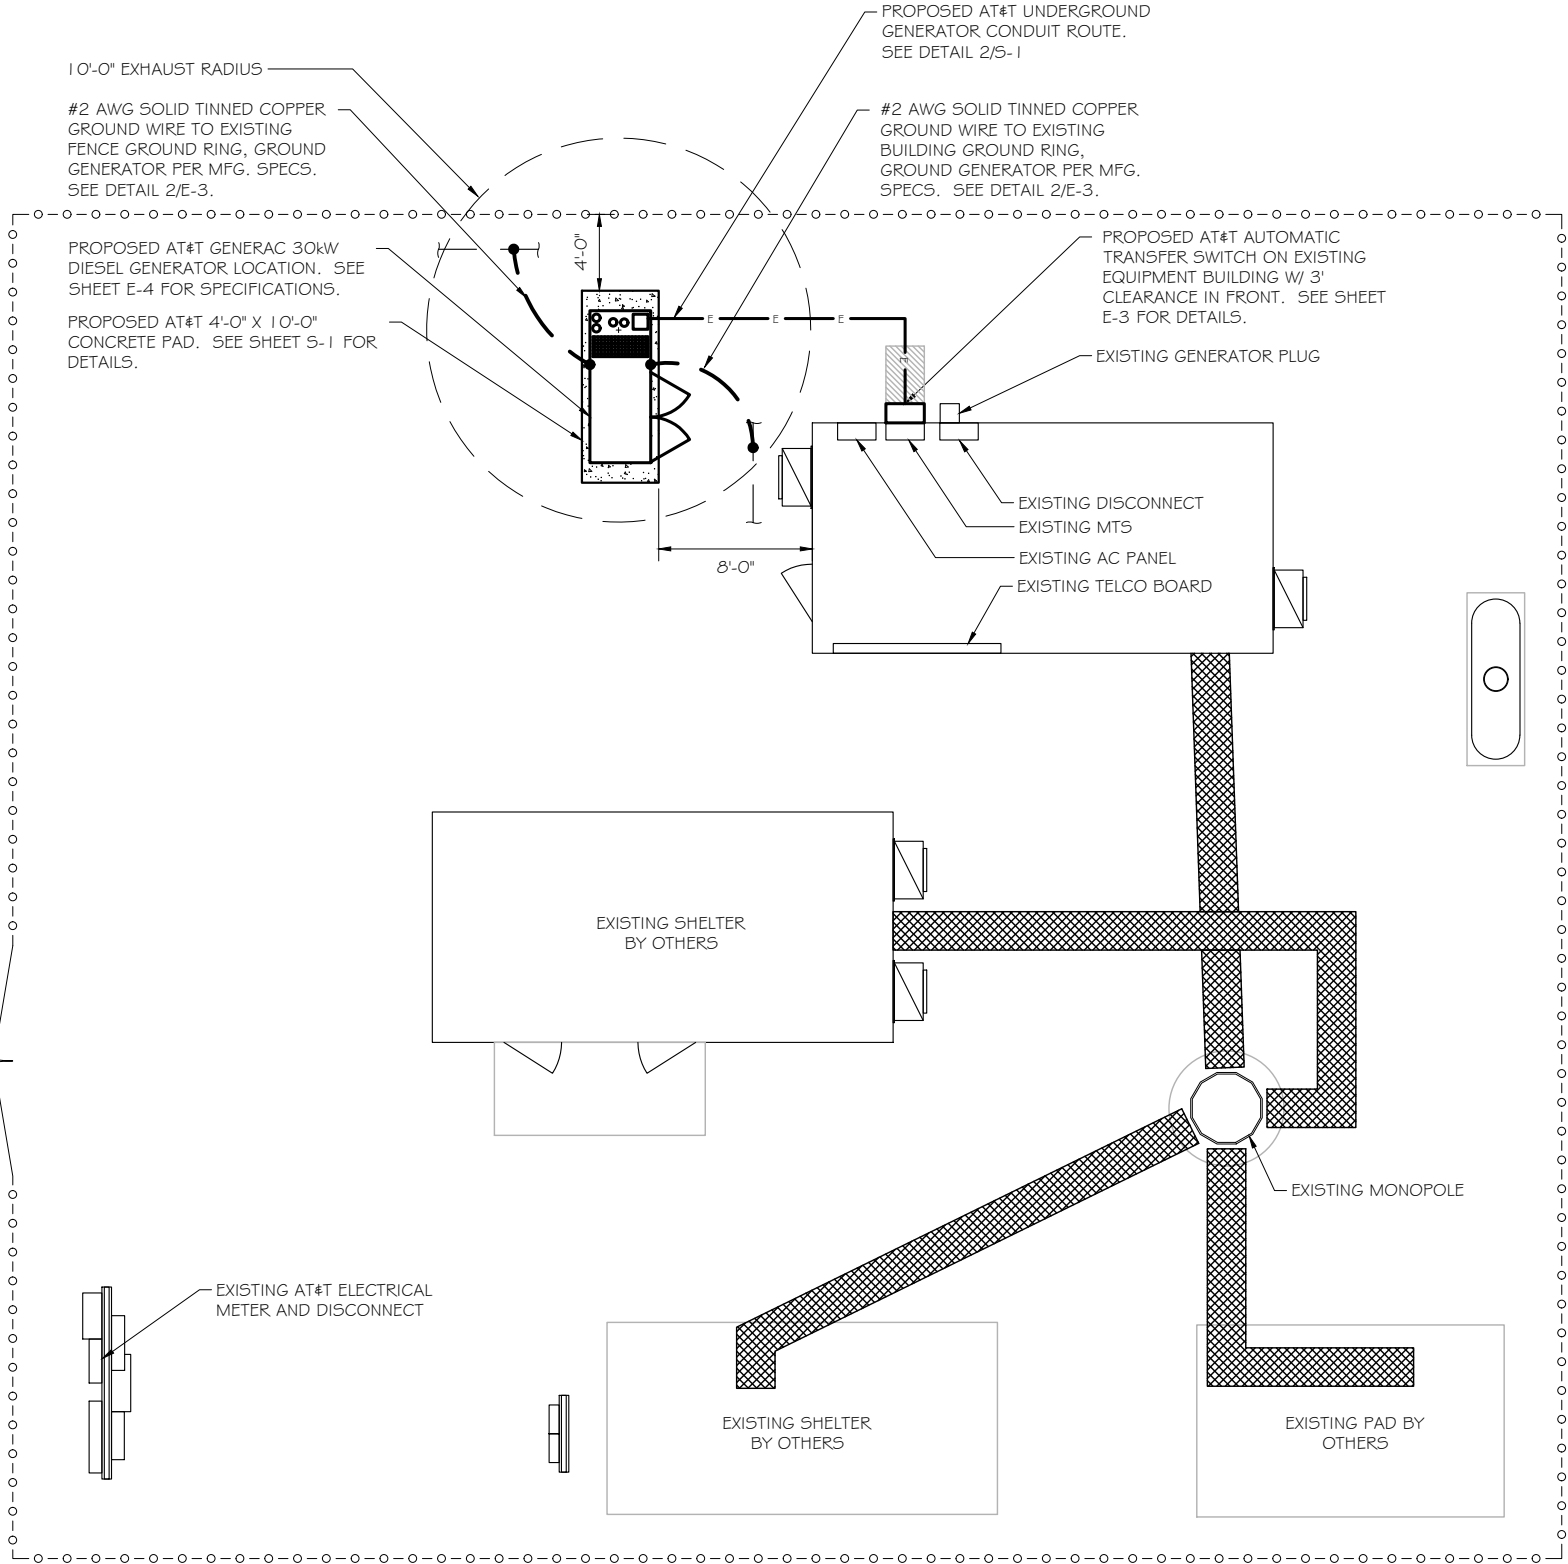 PROPOSED AT&T UNDERGROUND
GENERATOR CONDUIT ROUTE.
SEE DETAIL 2/S-1
10'-0" EXHAUST RADIUS
#2 AWG SOLID TINNED COPPER
GROUND WIRE TO EXISTING
FENCE GROUND RING, GROUND
GENERATOR PER MFG. SPECS.
SEE DETAIL 2/E-3.
#2 AWG SOLID TINNED COPPER
GROUND WIRE TO EXISTING
BUILDING GROUND RING,
GROUND GENERATOR PER MFG.
SPECS. SEE DETAIL 2/E-3.
PROPOSED AT&T GENERAC 30kW
DIESEL GENERATOR LOCATION. SEE
SHEET E-4 FOR SPECIFICATIONS.
4'-0"
PROPOSED AT&T AUTOMATIC
TRANSFER SWITCH ON EXISTING
EQUIPMENT BUILDING W/ 3'
CLEARANCE IN FRONT. SEE SHEET
E-3 FOR DETAILS.
PROPOSED AT&T 4'-0" X 10'-0"
CONCRETE PAD. SEE SHEET S-1 FOR
DETAILS.
E E E
E
EXISTING GENERATOR PLUG
EXISTING DISCONNECT
EXISTING MTS
EXISTING AC PANEL
8'-0"
EXISTING TELCO BOARD
EXISTING SHELTER
BY OTHERS
EXISTING MONOPOLE
EXISTING AT&T ELECTRICAL
METER AND DISCONNECT
EXISTING SHELTER
BY OTHERS
EXISTING PAD BY
OTHERS